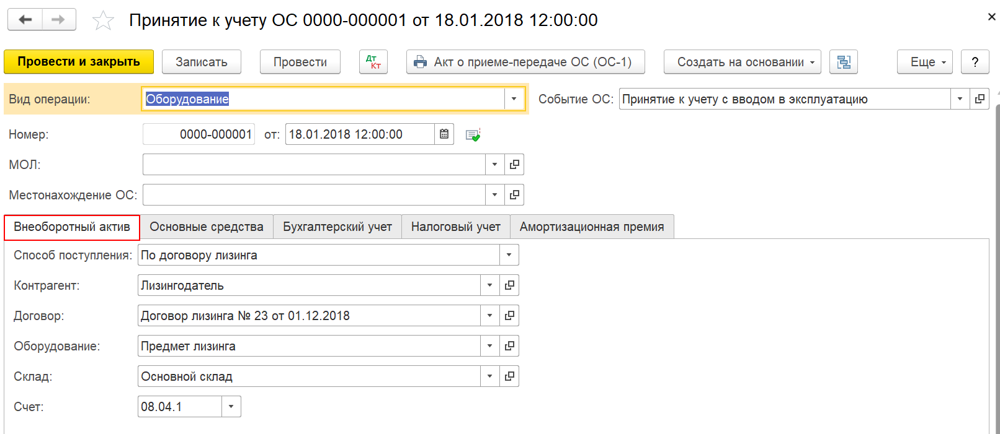 Принятие к учету ОС 0000-000001 от 18.01.2018 12:00:00
Провести и закрыть Записать Провести Дт Кт Акт о приеме-передаче ОС (ОС-1) Создать на основании Еще ?
Вид операции: Оборудование Событие ОС: Принятие к учету с вводом в эксплуатацию
Номер: 0000-000001 от: 18.01.2018 12:00:00
МОЛ:
Местонахождение ОС:
Внеоборотный актив Основные средства Бухгалтерский учет Налоговый учет Амортизационная премия
Способ поступления: По договору лизинга
Контрагент: Лизингодатель
Договор: Договор лизинга № 23 от 01.12.2018
Оборудование: Предмет лизинга
Склад: Основной склад
Счет: 08.04.1